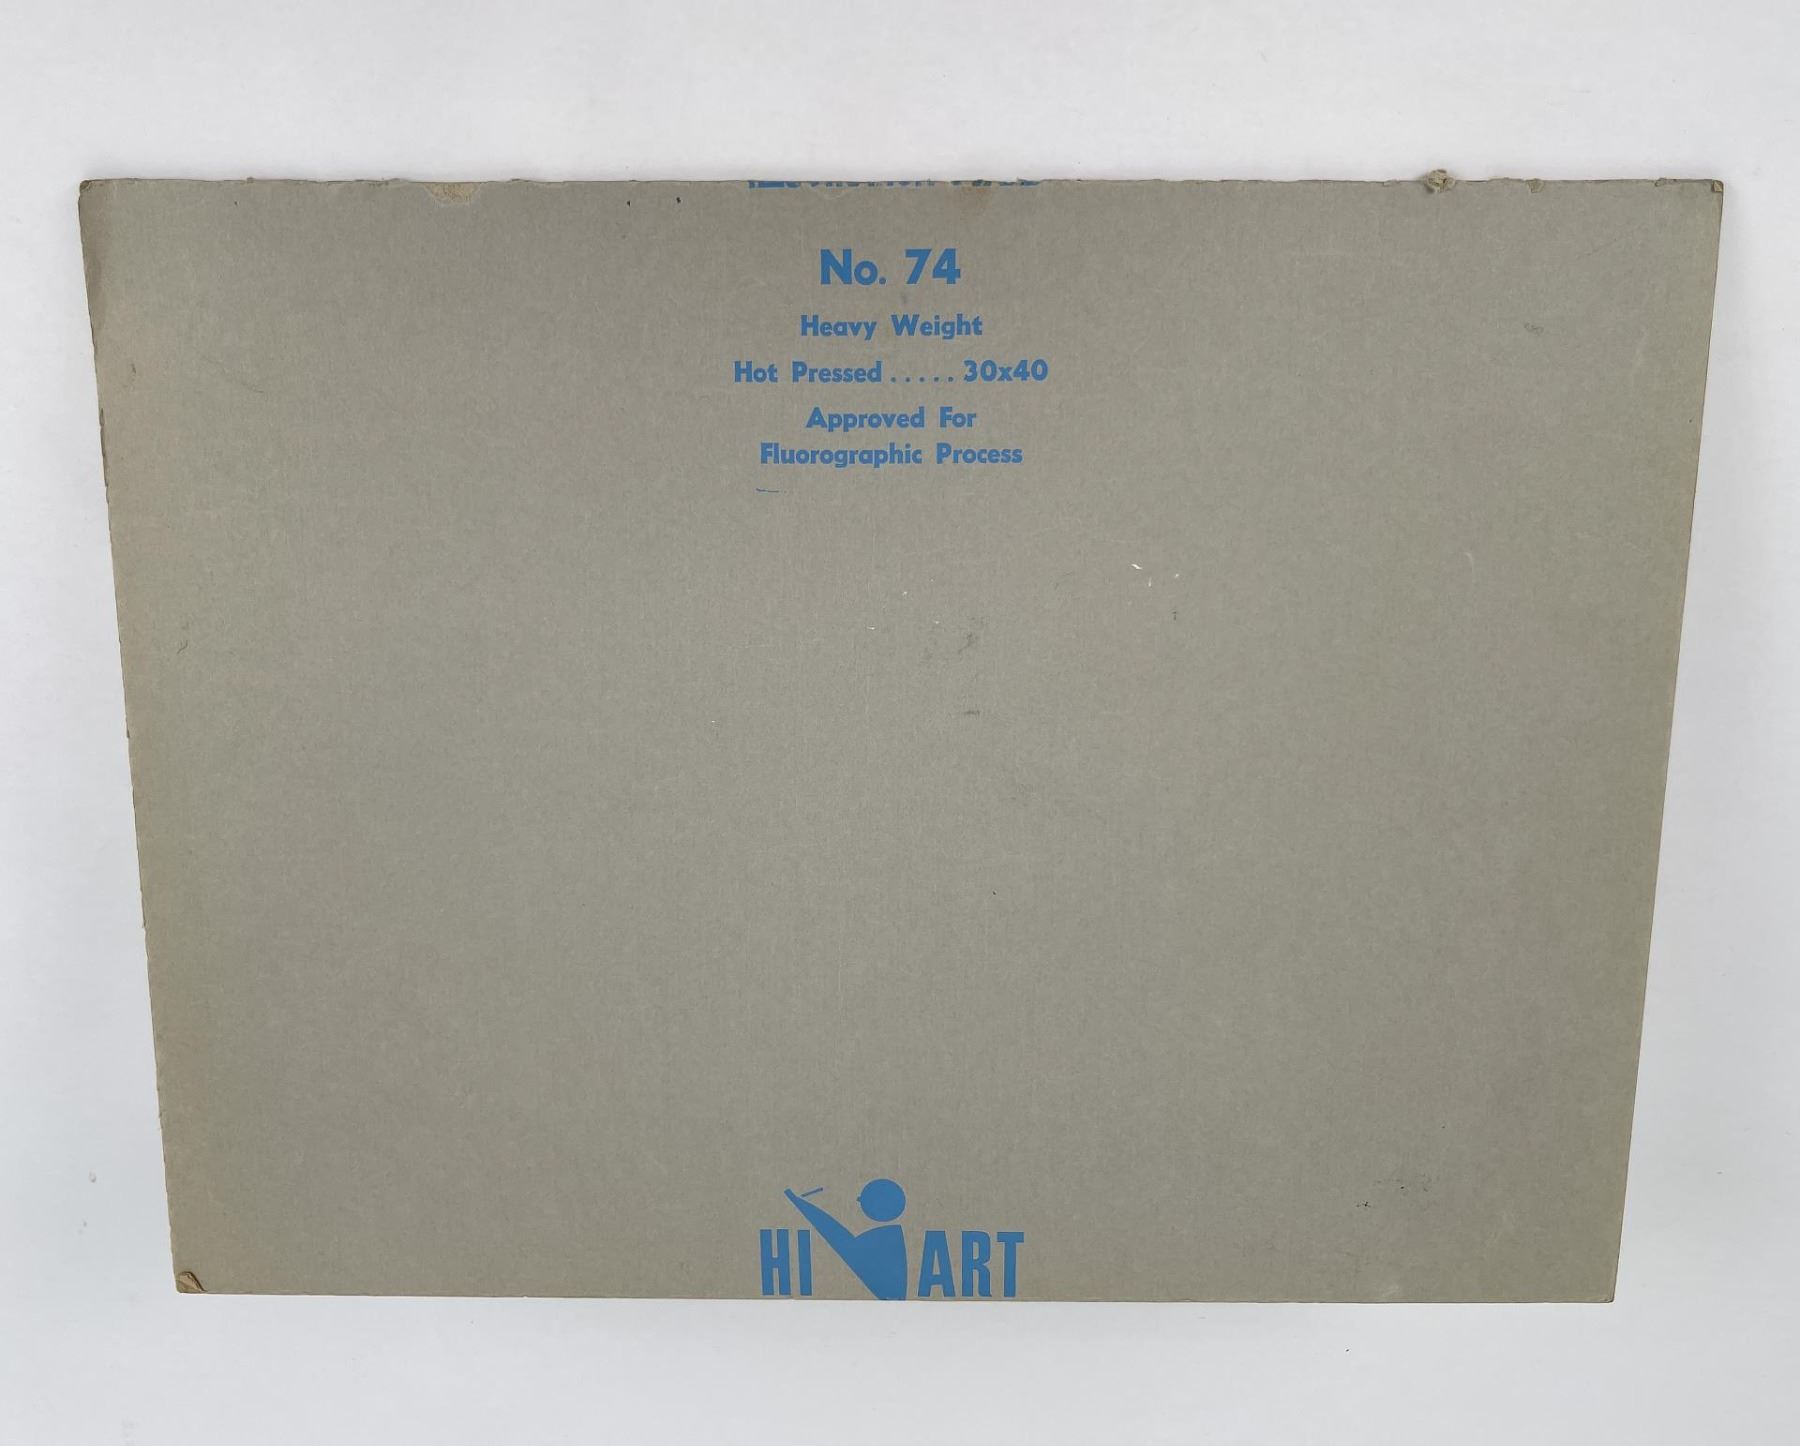 No. 74
Heavy Weight
Hot Pressed ..... 30x40
Approved For
Fluorographic Process
HI ART